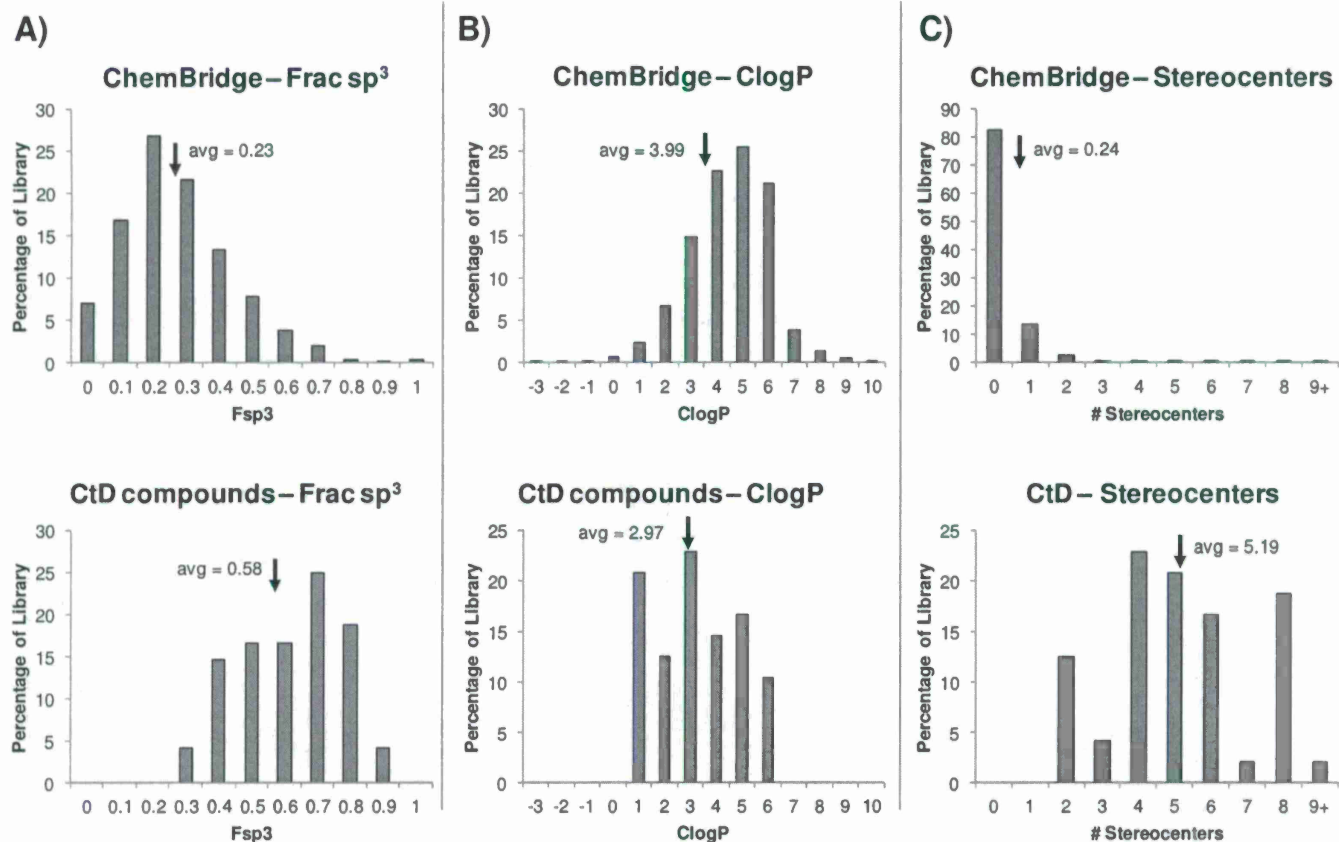 A)
ChemBridge – Frac sp³
30
25
20
15
10
5
0
Percentage of Library
avg = 0.23
0 0.1 0.2 0.3 0.4 0.5 0.6 0.7 0.8 0.9 1
Fsp3
CtD compounds – Frac sp³
30
25
20
15
10
5
0
Percentage of Library
avg = 0.58
0 0.1 0.2 0.3 0.4 0.5 0.6 0.7 0.8 0.9 1
Fsp3
B)
ChemBridge – ClogP
30
25
20
15
10
5
0
Percentage of Library
avg = 3.99
-3 -2 -1 0 1 2 3 4 5 6 7 8 9 10
ClogP
CtD compounds – ClogP
25
20
15
10
5
0
Percentage of Library
avg = 2.97
-3 -2 -1 0 1 2 3 4 5 6 7 8 9 10
ClogP
C)
ChemBridge – Stereocenters
90
80
70
60
50
40
30
20
10
0
Percentage of Library
avg = 0.24
0 1 2 3 4 5 6 7 8 9+
# Stereocenters
CtD – Stereocenters
25
20
15
10
5
0
Percentage of Library
avg = 5.19
0 1 2 3 4 5 6 7 8 9+
# Stereocenters